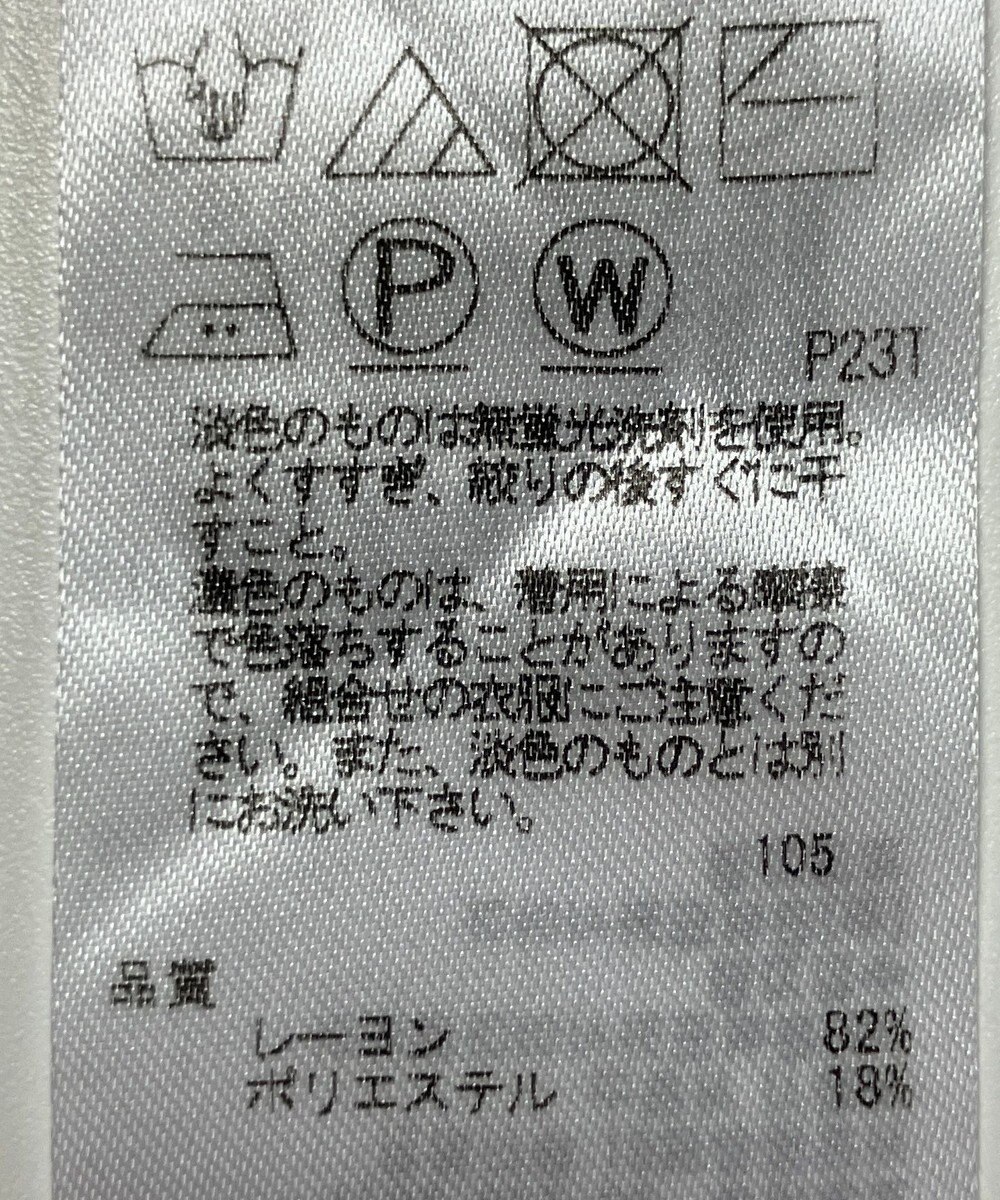 P
W
P23T
淡色のものは無蛍光洗剤を使用。
よくすすぎ、絞りの後すぐに干
すこと。
濃色のものは、着用による摩擦
で色落ちすることがありますの
で、組合せの衣服にご注意くだ
さい。また、淡色のものとは別
にお洗い下さい。
105
品質
レーヨン 82%
ポリエステル 18%